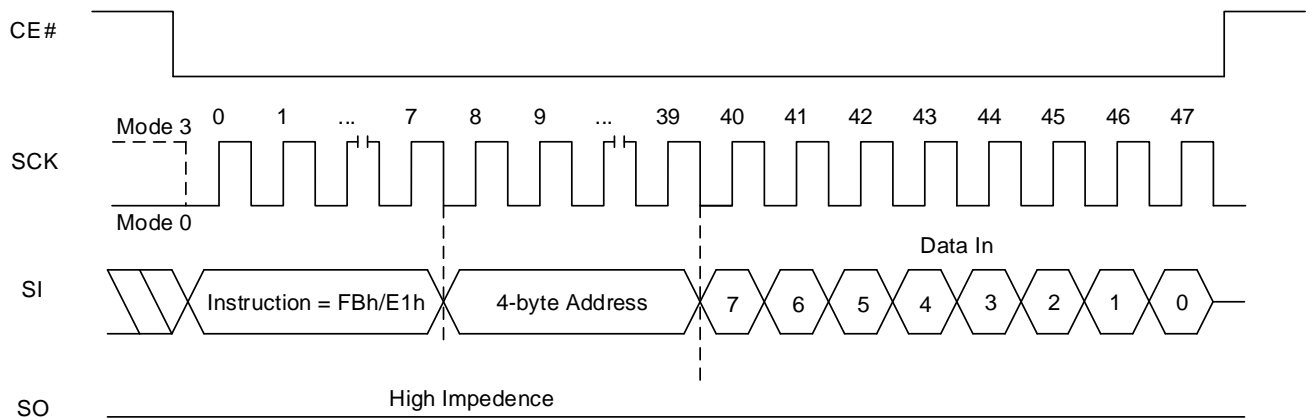 CE#
Mode 3 0 1 ... 7 8 9 ... 39 40 41 42 43 44 45 46 47
SCK
Mode 0
Data In
SI Instruction = FBh/E1h 4-byte Address 7 6 5 4 3 2 1 0
High Impedence
SO